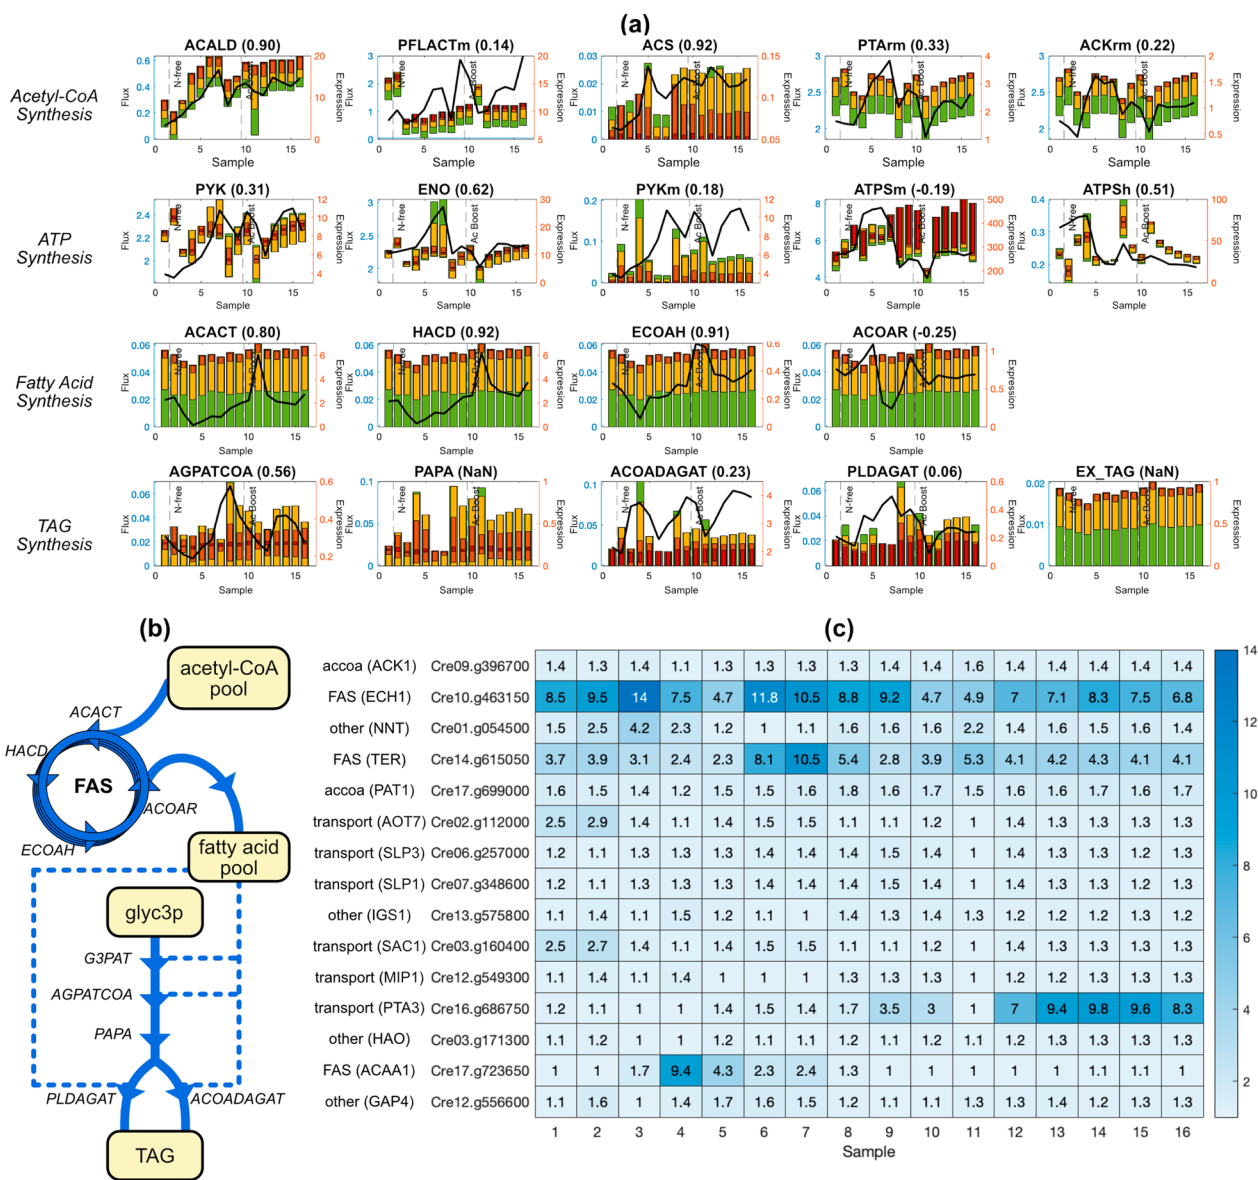 (a)
ACALD (0.90) PFLACTm (0.14) ACS (0.92) PTArm (0.33) ACKrm (0.22)
Acetyl-CoA
Synthesis
Flux
Expression
N-free
Ac Boost
Sample
PYK (0.31) ENO (0.62) PYKm (0.18) ATPSm (-0.19) ATPSh (0.51)
ATP
Synthesis
Flux
Expression
N-free
Ac Boost
Sample
ACACT (0.80) HACD (0.92) ECOAH (0.91) ACOAR (-0.25)
Fatty Acid
Synthesis
Flux
Expression
N-free
Ac Boost
Sample
AGPATCOA (0.56) PAPA (NaN) ACOADAGAT (0.23) PLDAGAT (0.06) EX_TAG (NaN)
TAG
Synthesis
Flux
Expression
N-free
Ac Boost
Sample
(b)
acetyl-CoA
pool
ACACT
HACD
FAS
ACOAR
ECOAH
fatty acid
pool
glyc3p
G3PAT
AGPATCOA
PAPA
PLDAGAT
ACOADAGAT
TAG
(c)
accoa (ACK1) Cre09.g396700 1.4 1.3 1.4 1.1 1.3 1.3 1.3 1.3 1.4 1.4 1.6 1.4 1.4 1.4 1.4 1.4
FAS (ECH1) Cre10.g463150 8.5 9.5 14 7.5 4.7 11.8 10.5 8.8 9.2 4.7 4.9 7 7.1 8.3 7.5 6.8
other (NNT) Cre01.g054500 1.5 2.5 4.2 2.3 1.2 1 1.1 1.6 1.6 1.6 2.2 1.4 1.6 1.5 1.6 1.4
FAS (TER) Cre14.g615050 3.7 3.9 3.1 2.4 2.3 8.1 10.5 5.4 2.8 3.9 5.3 4.1 4.2 4.3 4.1 4.1
accoa (PAT1) Cre17.g699000 1.6 1.5 1.4 1.2 1.5 1.5 1.6 1.8 1.6 1.7 1.5 1.6 1.6 1.7 1.6 1.7
transport (AOT7) Cre02.g112000 2.5 2.9 1.4 1.1 1.4 1.5 1.5 1.1 1.1 1.2 1 1.4 1.3 1.3 1.3 1.3
transport (SLP3) Cre06.g257000 1.2 1.1 1.3 1.3 1.3 1.4 1.4 1.4 1.5 1.4 1 1.4 1.3 1.3 1.2 1.3
transport (SLP1) Cre07.g348600 1.2 1.1 1.3 1.3 1.3 1.4 1.4 1.4 1.5 1.4 1 1.4 1.3 1.3 1.2 1.3
other (IGS1) Cre13.g575800 1.1 1.4 1.1 1.5 1.2 1.1 1 1.4 1.3 1.4 1.3 1.2 1.2 1.3 1.2 1.2
transport (SAC1) Cre03.g160400 2.5 2.7 1.4 1.1 1.4 1.5 1.5 1.1 1.1 1.2 1 1.4 1.3 1.3 1.3 1.3
transport (MIP1) Cre12.g549300 1.1 1.4 1.1 1.4 1 1 1 1.3 1.3 1.3 1 1.2 1.2 1.3 1.3 1.3
transport (PTA3) Cre16.g686750 1.2 1.1 1 1 1.4 1.5 1.4 1.7 3.5 3 1 7 9.4 9.8 9.6 8.3
other (HAO) Cre03.g171300 1.1 1.2 1 1 1.2 1.1 1.1 1.2 1.1 1.2 1.1 1.2 1.3 1.3 1.3 1.3
FAS (ACAA1) Cre17.g723650 1 1 1.7 9.4 4.3 2.3 2.4 1.3 1 1 1 1 1 1.1 1.1 1
other (GAP4) Cre12.g556600 1.1 1.6 1 1.4 1.7 1.6 1.5 1.2 1.1 1.1 1.3 1.3 1.4 1.2 1.3 1.3
1 2 3 4 5 6 7 8 9 10 11 12 13 14 15 16
Sample
14
12
10
8
6
4
2